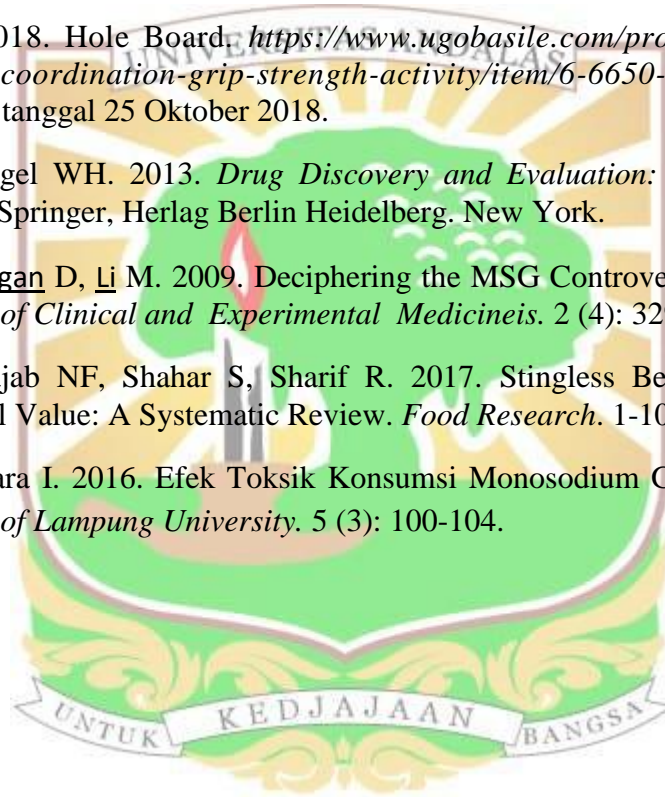 018. Hole Board. https://www.ugobasile.com/pro
UNIVERSITAS ANDALAS
coordination-grip-strength-activity/item/6-6650-
tanggal 25 Oktober 2018.
gel WH. 2013. Drug Discovery and Evaluation:
Springer, Herlag Berlin Heidelberg. New York.
gan D, Li M. 2009. Deciphering the MSG Controve
of Clinical and Experimental Medicineis. 2 (4): 32
jab NF, Shahar S, Sharif R. 2017. Stingless Be
l Value: A Systematic Review. Food Research. 1-10
ara I. 2016. Efek Toksik Konsumsi Monosodium
of Lampung University. 5 (3): 100-104.
UNTUK KEDJAJAAN BANGSA